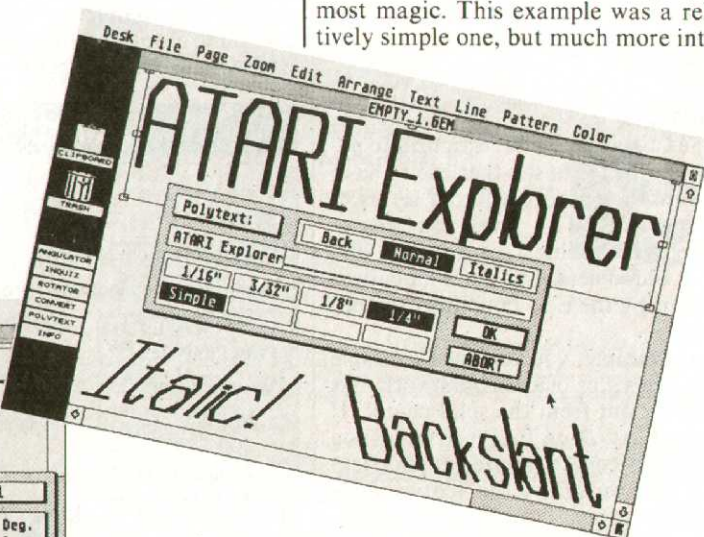 most magic. This example was a re
tively simple one, but much more int
Desk File Page Zoom Edit Arrange Text Line Pattern Color
EMPTY_1.GEM
ATARI Explorer
CLIPBOARD
TRASH
Polytext:
Back Normal Italics
ATARI Explorer
1/16" 3/32" 1/8" 1/4"
Simple
OK
ABORT
ANGULATOR
INQUIZ
ROTATOR
CONVERT
POLYTEXT
INFO
Italic!
Backslant
Deg.